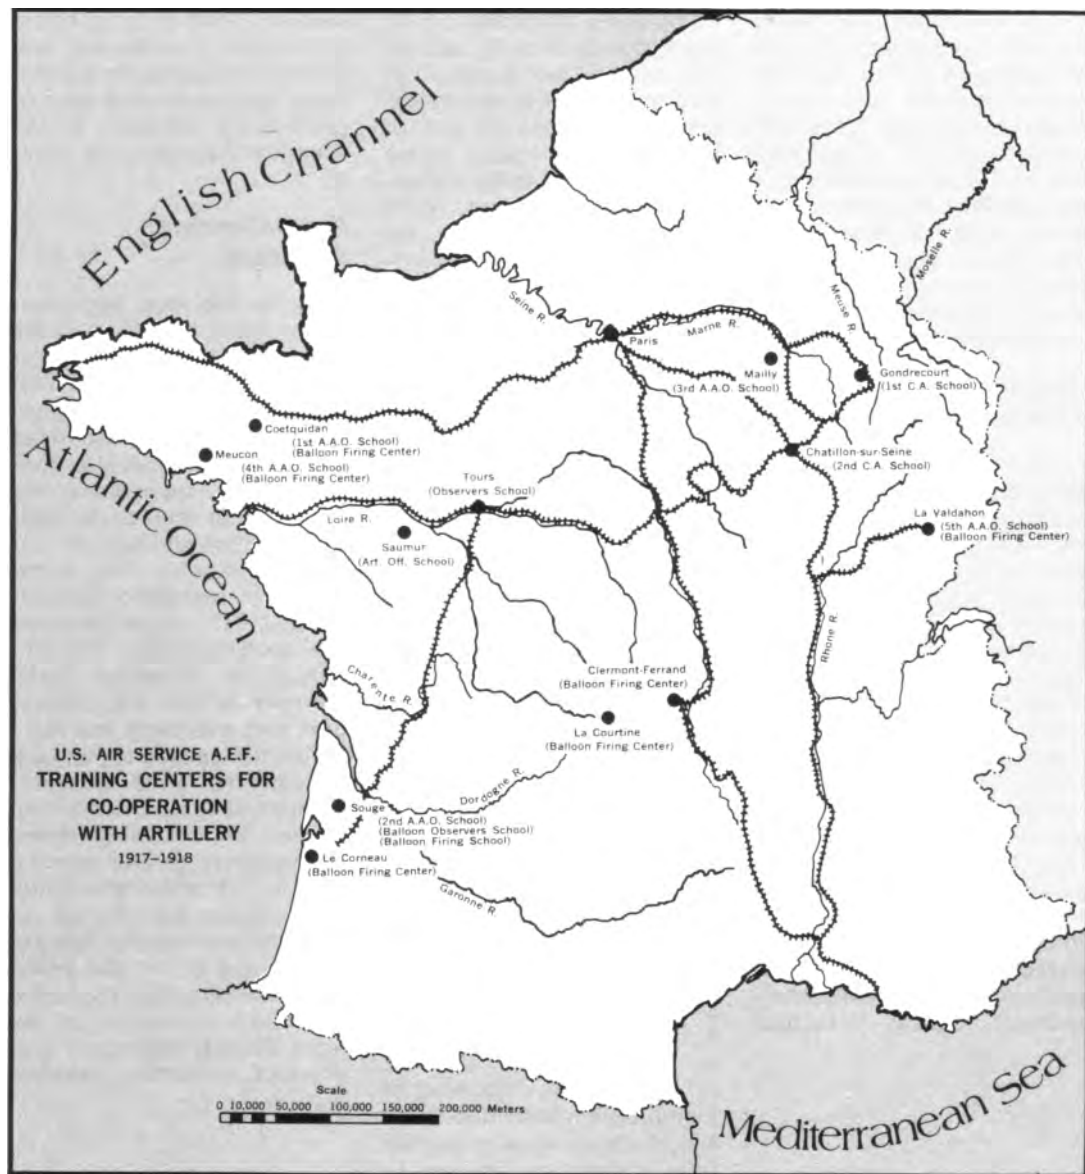 English Channel
Atlantic Ocean
Mediterranean Sea
Seine R.
Paris
Marne R.
Meuse R.
Moselle R.
Mailly
(3rd A.A.O. School)
Gondrecourt
(1st C.A. School)
Coetquidan
(1st A.A.O. School)
(Balloon Firing Center)
Meucon
(4th A.A.O. School)
(Balloon Firing Center)
Chatillon-sur-Seine
(2nd C.A. School)
Tours
(Observers School)
Loire R.
Saumur
(Art. Off. School)
La Valdahon
(5th A.A.O. School)
(Balloon Firing Center)
Rhone R.
Charente R.
Clermont-Ferrand
(Balloon Firing Center)
La Courtine
(Balloon Firing Center)
U.S. AIR SERVICE A.E.F.
TRAINING CENTERS FOR
CO-OPERATION
WITH ARTILLERY
1917–1918
Dordogne R.
Souge
(2nd A.A.O. School)
(Balloon Observers School)
(Balloon Firing School)
Le Corneau
(Balloon Firing Center)
Garonne R.
Scale
0 10,000 50,000 100,000 150,000 200,000 Meters